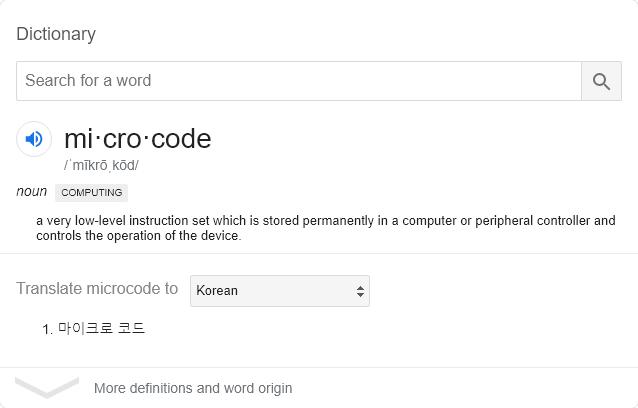 Dictionary
Search for a word
mi·cro·code
/ˈmīkrōˌkōd/
noun COMPUTING
a very low-level instruction set which is stored permanently in a computer or peripheral controller and
controls the operation of the device.
Translate microcode to Korean
1. 마이크로 코드
More definitions and word origin